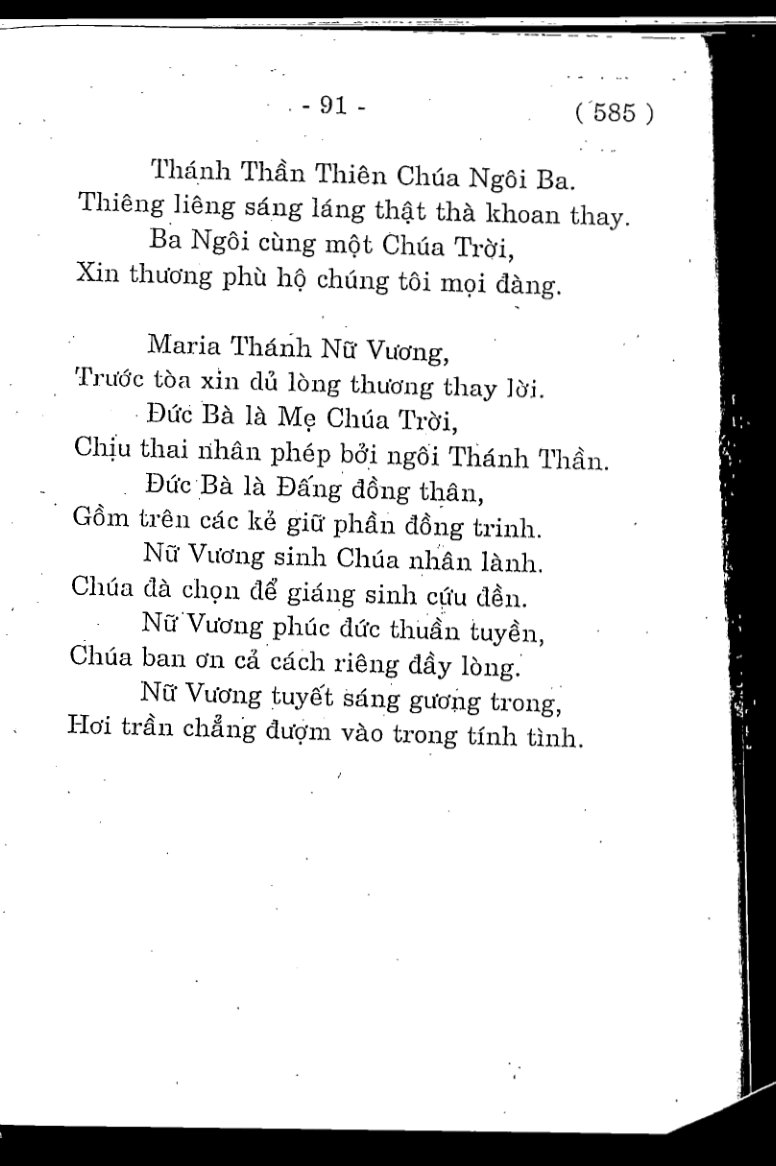 - 91 -
( 585 )
Thánh Thần Thiên Chúa Ngôi Ba.
Thiêng liêng sáng láng thật thà khoan thay.
Ba Ngôi cùng một Chúa Trời,
Xin thương phù hộ chúng tôi mọi đàng.
Maria Thánh Nữ Vương,
Trước tòa xin dủ lòng thương thay lời.
Đức Bà là Mẹ Chúa Trời,
Chịu thai nhân phép bởi ngôi Thánh Thần.
Đức Bà là Đấng đồng thân,
Gồm trên các kẻ giữ phần đồng trinh.
Nữ Vương sinh Chúa nhân lành.
Chúa đà chọn để giáng sinh cứu đền.
Nữ Vương phúc đức thuần tuyền,
Chúa ban ơn cả cách riêng đầy lòng.
Nữ Vương tuyết sáng gương trong,
Hơi trần chẳng đượm vào trong tính tình.